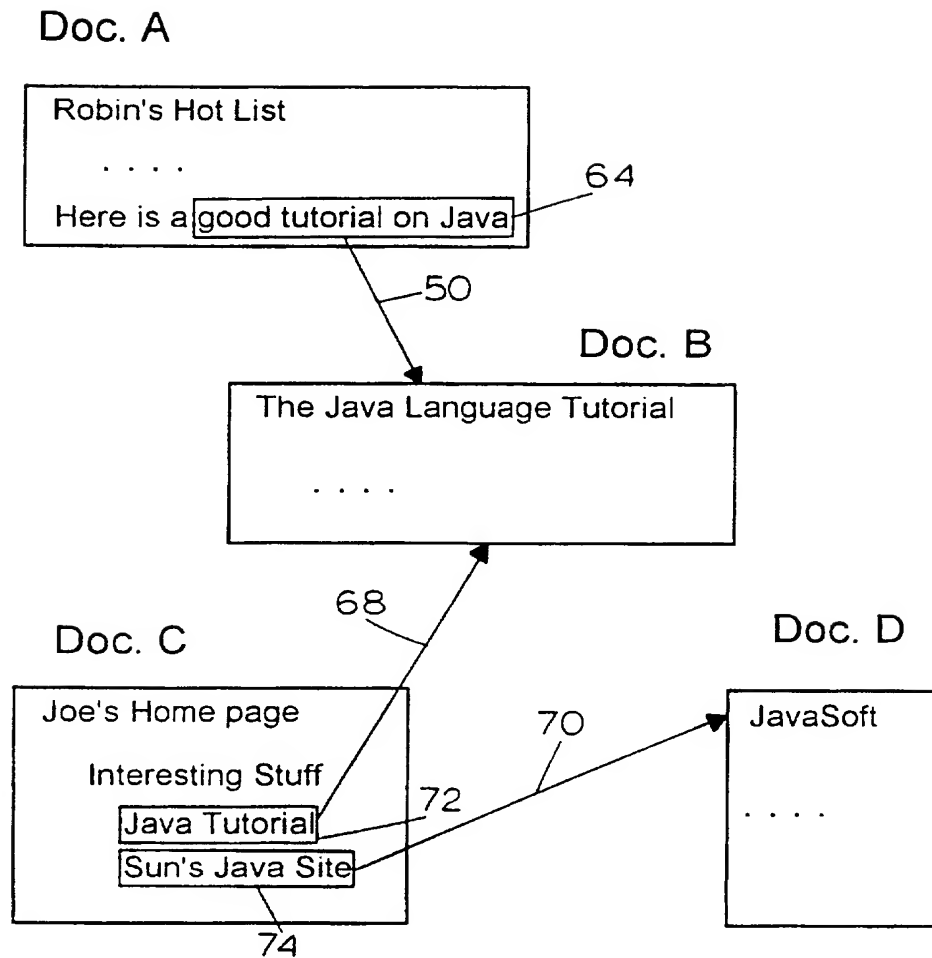 Doc. A
Robin's Hot List
. . . .
64
Here is a good tutorial on Java
50
Doc. B
The Java Language Tutorial
. . . .
68
Doc. C
Doc. D
Joe's Home page
70
JavaSoft
Interesting Stuff
72
Java Tutorial
. . . .
Sun's Java Site
74